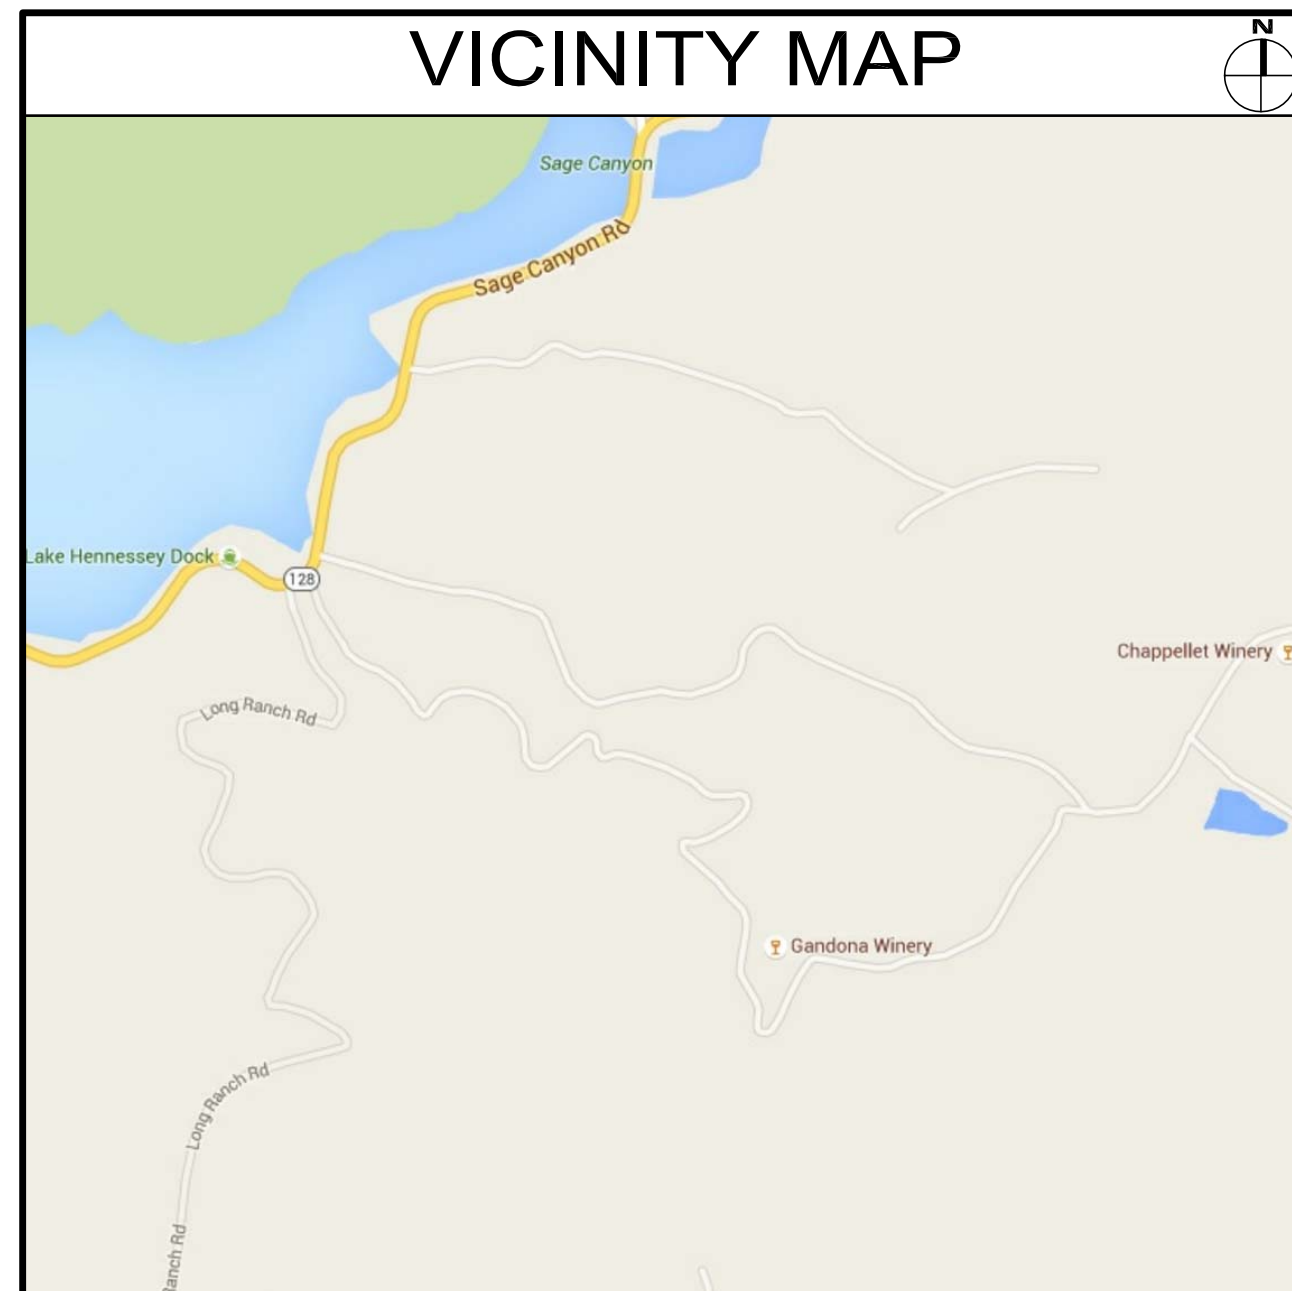 VICINITY MAP
N
Sage Canyon
Sage Canyon Rd
Lake Hennessey Dock
128
Chappellet Winery
Long Ranch Rd
Gandona Winery
Long Ranch Rd
Ranch Rd